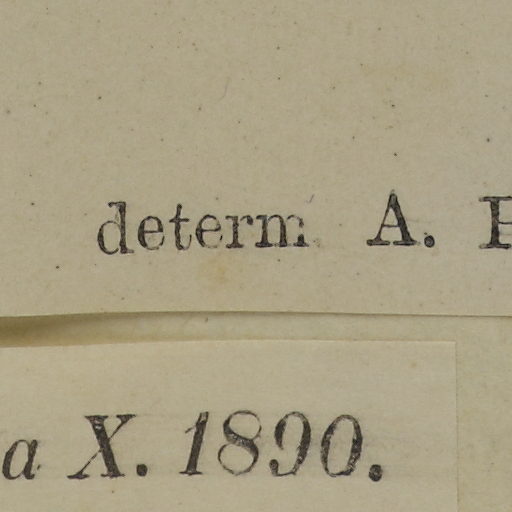 determ. A.
a X. 1890.